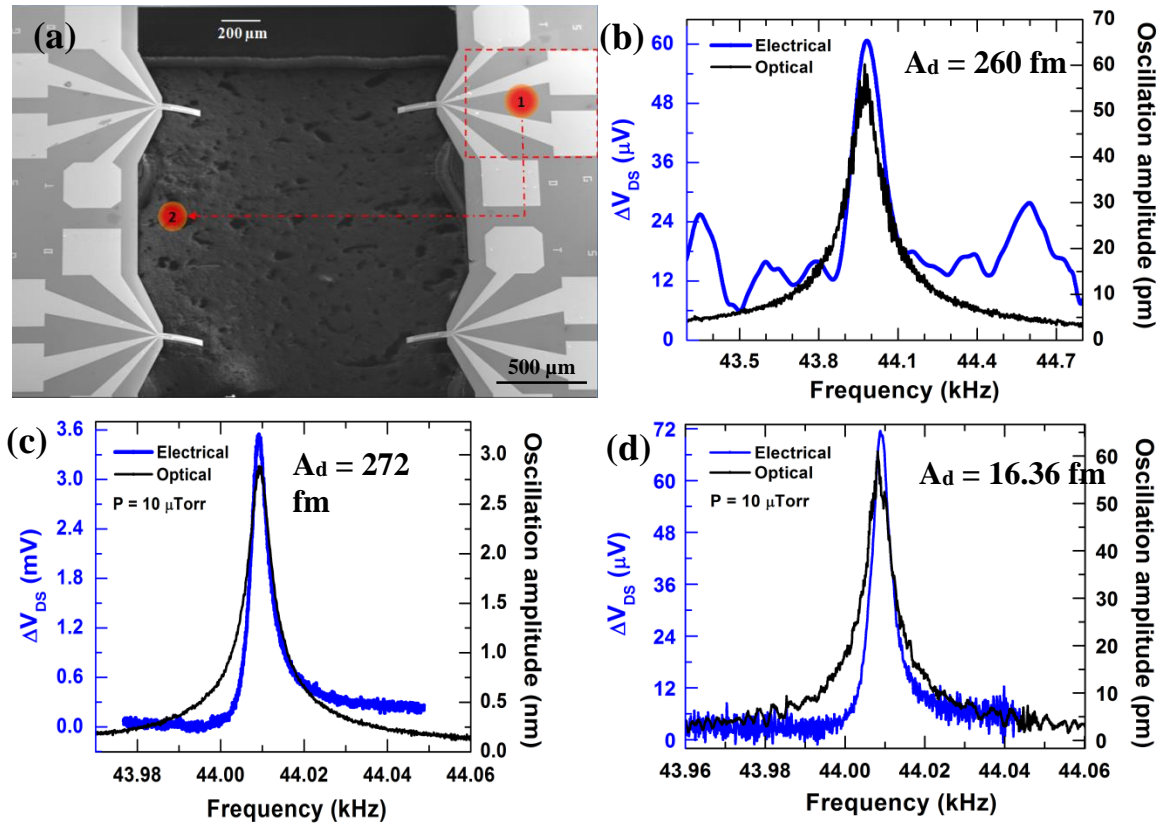 (a)
200 µm
1
2
500 µm
T
S
D
T
S
G
T
S
D
D
T
S
(b)
Electrical
Optical
A_d = 260 fm
60
48
36
24
12
0
ΔV_DS (µV)
70
60
50
40
30
20
10
0
Oscillation amplitude (pm)
43.5 43.8 44.1 44.4 44.7
Frequency (kHz)
(c)
Electrical
Optical
P = 10 µTorr
A_d = 272
fm
3.6
3.0
2.4
1.8
1.2
0.6
0.0
ΔV_DS (mV)
3.0
2.5
2.0
1.5
1.0
0.5
0.0
Oscillation amplitude (nm)
43.98 44.00 44.02 44.04 44.06
Frequency (kHz)
(d)
Electrical
Optical
P = 10 µTorr
A_d = 16.36 fm
72
60
48
36
24
12
0
ΔV_DS (µV)
60
50
40
30
20
10
0
Oscillation amplitude (pm)
43.96 43.98 44.00 44.02 44.04 44.06
Frequency (kHz)